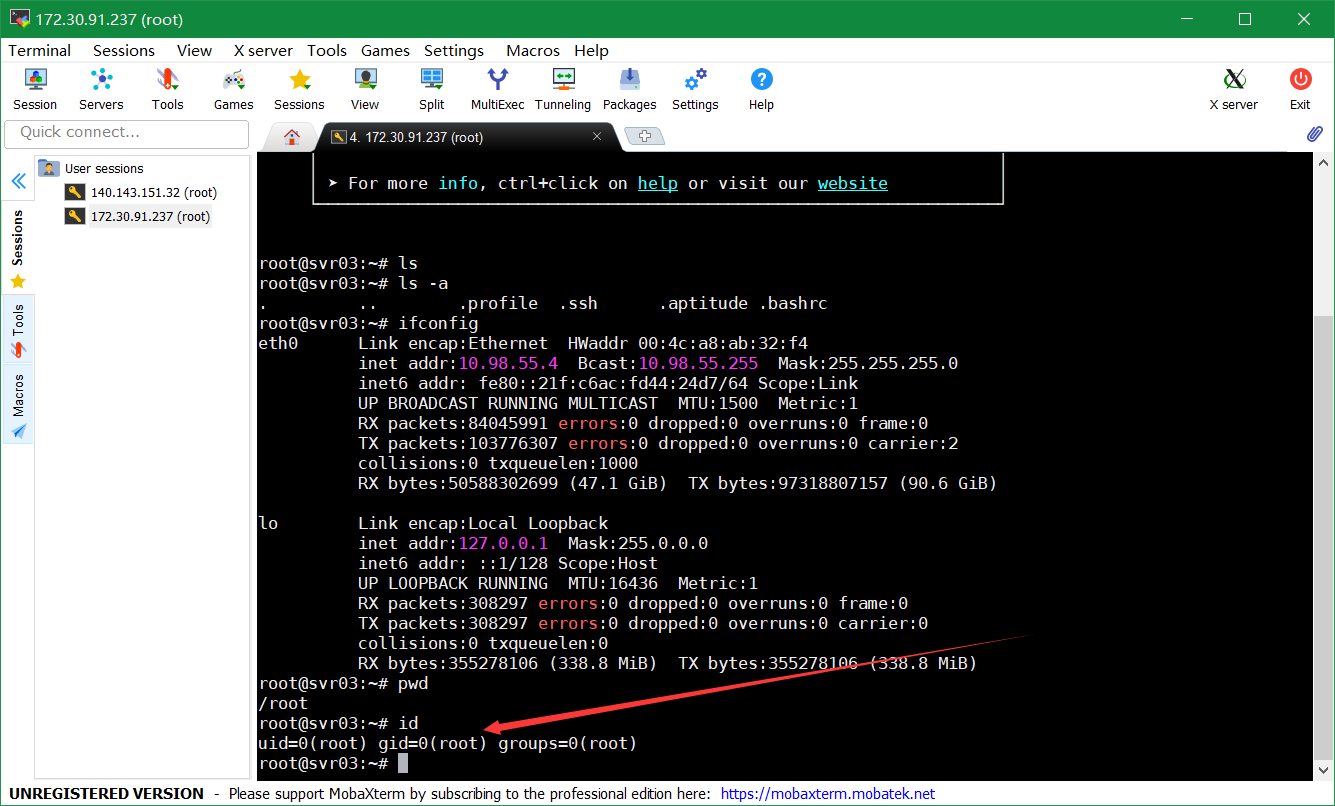 172.30.91.237 (root)
Terminal Sessions View X server Tools Games Settings Macros Help
Session Servers Tools Games Sessions View Split MultiExec Tunneling Packages Settings Help X server Exit
Quick connect...
4. 172.30.91.237 (root)
User sessions
140.143.151.32 (root)
172.30.91.237 (root)
Sessions
Tools
Macros
➤ For more info, ctrl+click on help or visit our website
root@svr03:~# ls
root@svr03:~# ls -a
.         ..        .profile  .ssh      .aptitude .bashrc
root@svr03:~# ifconfig
eth0      Link encap:Ethernet  HWaddr 00:4c:a8:ab:32:f4
          inet addr:10.98.55.4  Bcast:10.98.55.255  Mask:255.255.255.0
          inet6 addr: fe80::21f:c6ac:fd44:24d7/64 Scope:Link
          UP BROADCAST RUNNING MULTICAST  MTU:1500  Metric:1
          RX packets:84045991 errors:0 dropped:0 overruns:0 frame:0
          TX packets:103776307 errors:0 dropped:0 overruns:0 carrier:2
          collisions:0 txqueuelen:1000
          RX bytes:50588302699 (47.1 GiB)  TX bytes:97318807157 (90.6 GiB)
lo        Link encap:Local Loopback
          inet addr:127.0.0.1  Mask:255.0.0.0
          inet6 addr: ::1/128 Scope:Host
          UP LOOPBACK RUNNING  MTU:16436  Metric:1
          RX packets:308297 errors:0 dropped:0 overruns:0 frame:0
          TX packets:308297 errors:0 dropped:0 overruns:0 carrier:0
          collisions:0 txqueuelen:0
          RX bytes:355278106 (338.8 MiB)  TX bytes:355278106 (338.8 MiB)
root@svr03:~# pwd
/root
root@svr03:~# id
uid=0(root) gid=0(root) groups=0(root)
root@svr03:~#
UNREGISTERED VERSION - Please support MobaXterm by subscribing to the professional edition here: https://mobaxterm.mobatek.net